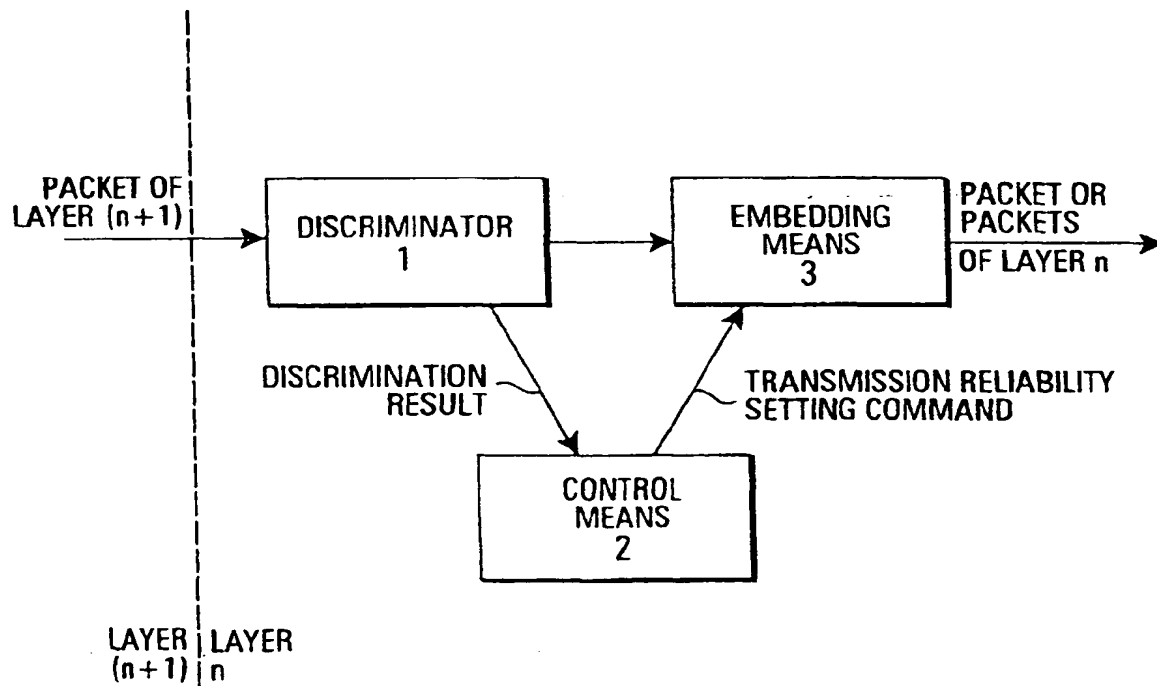 PACKET OF
LAYER (n+1)
DISCRIMINATOR
1
EMBEDDING
MEANS
3
PACKET OR
PACKETS
OF LAYER n
DISCRIMINATION
RESULT
TRANSMISSION RELIABILITY
SETTING COMMAND
CONTROL
MEANS
2
LAYER
(n+1)
LAYER
n